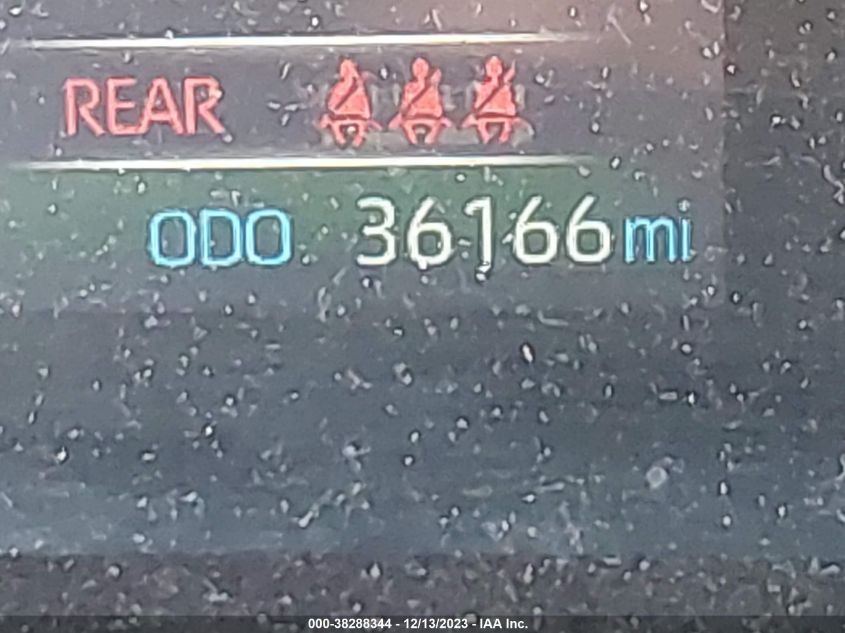 REAR
ODO 36166 mi
000-38288344 - 12/13/2023 - IAA Inc.